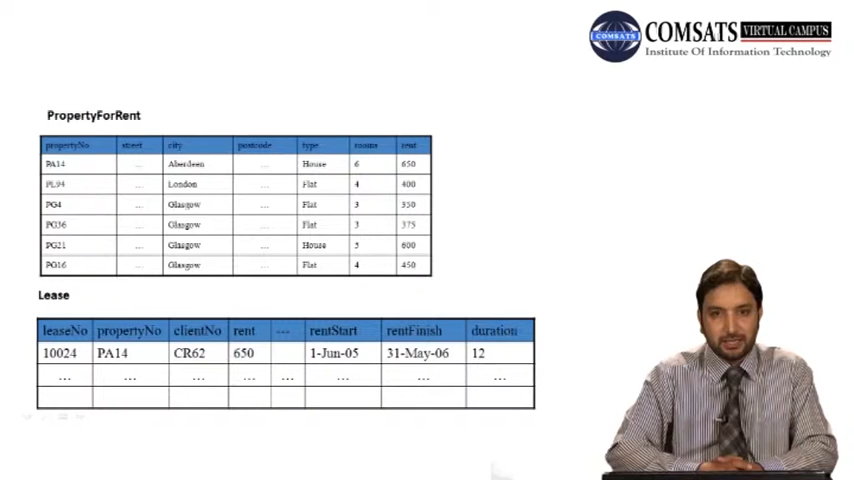 COMSATS VIRTUAL CAMPUS
COMSATS
Institute Of Information Technology
PropertyForRent
propertyNo street city postcode type rooms rent
PA14 ... Aberdeen ... House 6 650
PL94 ... London ... Flat 4 400
PG4 ... Glasgow ... Flat 3 350
PG36 ... Glasgow ... Flat 3 375
PG21 ... Glasgow ... House 5 600
PG16 ... Glasgow ... Flat 4 450
Lease
leaseNo propertyNo clientNo rent --- rentStart rentFinish duration
10024 PA14 CR62 650 1-Jun-05 31-May-06 12
... ... ... ... ... ... ... ...